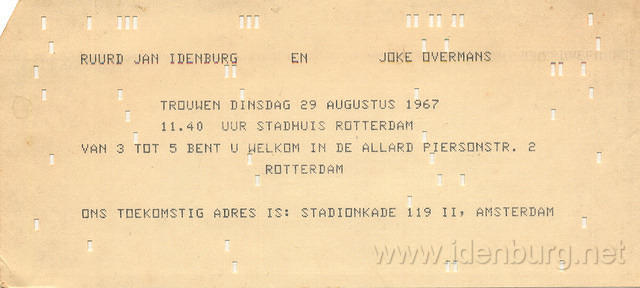 RUURD JAN IDENBURG EN JOKE OVERMANS
TROUWEN DINSDAG 29 AUGUSTUS 1967
11.40 UUR STADHUIS ROTTERDAM
VAN 3 TOT 5 BENT U WELKOM IN DE ALLARD PIERSONSTR. 2
ROTTERDAM
ONS TOEKOMSTIG ADRES IS: STADIONKADE 119 II, AMSTERDAM
www.idenburg.net